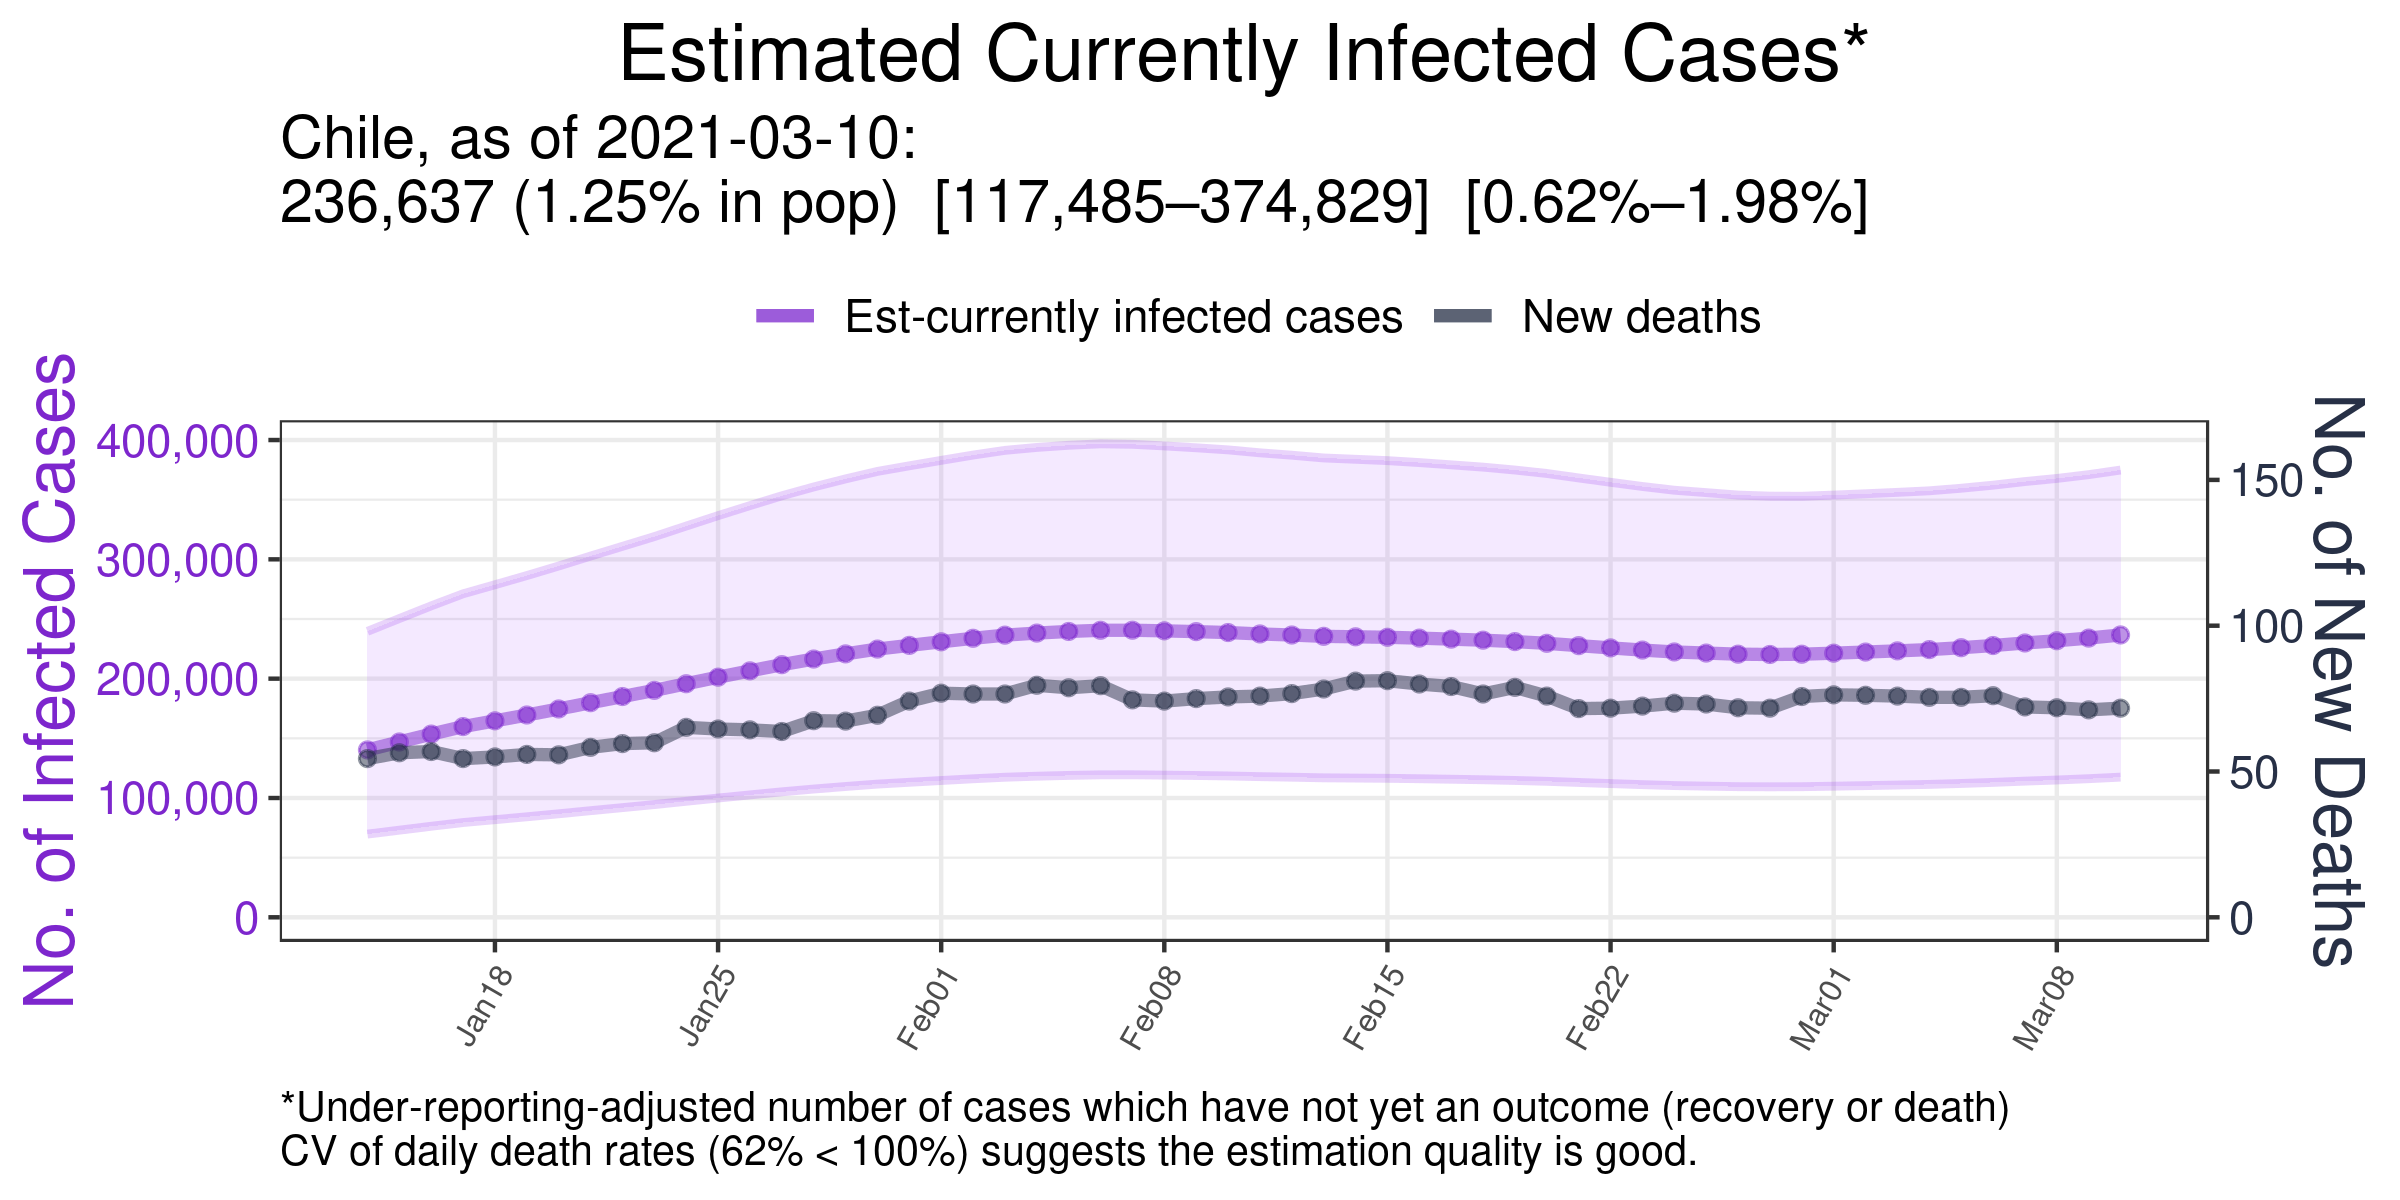 Estimated Currently Infected Cases*
Chile, as of 2021-03-10:
236,637 (1.25% in pop)  [117,485–374,829]  [0.62%–1.98%]
Est-currently infected cases
New deaths
No. of Infected Cases
400,000
300,000
200,000
100,000
0
150
100
50
0
No. of New Deaths
Jan18
Jan25
Feb01
Feb08
Feb15
Feb22
Mar01
Mar08
*Under-reporting-adjusted number of cases which have not yet an outcome (recovery or death)
CV of daily death rates (62% < 100%) suggests the estimation quality is good.